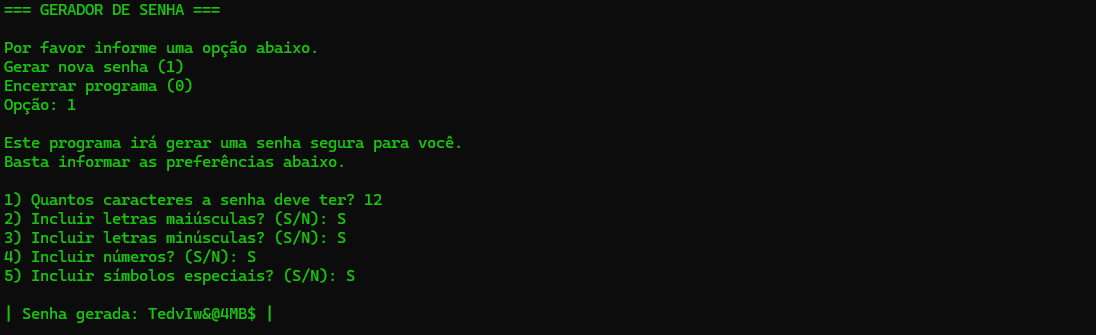 === GERADOR DE SENHA ===
Por favor informe uma opção abaixo.
Gerar nova senha (1)
Encerrar programa (0)
Opção: 1
Este programa irá gerar uma senha segura para você.
Basta informar as preferências abaixo.
1) Quantos caracteres a senha deve ter? 12
2) Incluir letras maiúsculas? (S/N): S
3) Incluir letras minúsculas? (S/N): S
4) Incluir números? (S/N): S
5) Incluir símbolos especiais? (S/N): S
| Senha gerada: TedvIw&@4MB$ |